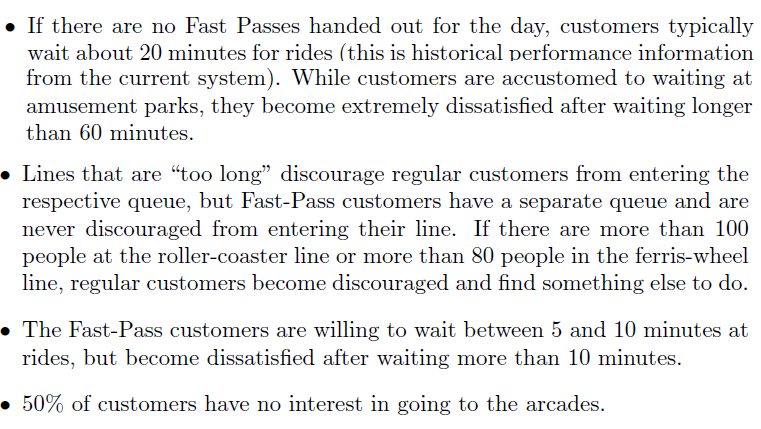 • If there are no Fast Passes handed out for the day, customers typically
wait about 20 minutes for rides (this is historical performance information
from the current system). While customers are accustomed to waiting at
amusement parks, they become extremely dissatisfied after waiting longer
than 60 minutes.
• Lines that are “too long” discourage regular customers from entering the
respective queue, but Fast-Pass customers have a separate queue and are
never discouraged from entering their line. If there are more than 100
people at the roller-coaster line or more than 80 people in the ferris-wheel
line, regular customers become discouraged and find something else to do.
• The Fast-Pass customers are willing to wait between 5 and 10 minutes at
rides, but become dissatisfied after waiting more than 10 minutes.
• 50% of customers have no interest in going to the arcades.